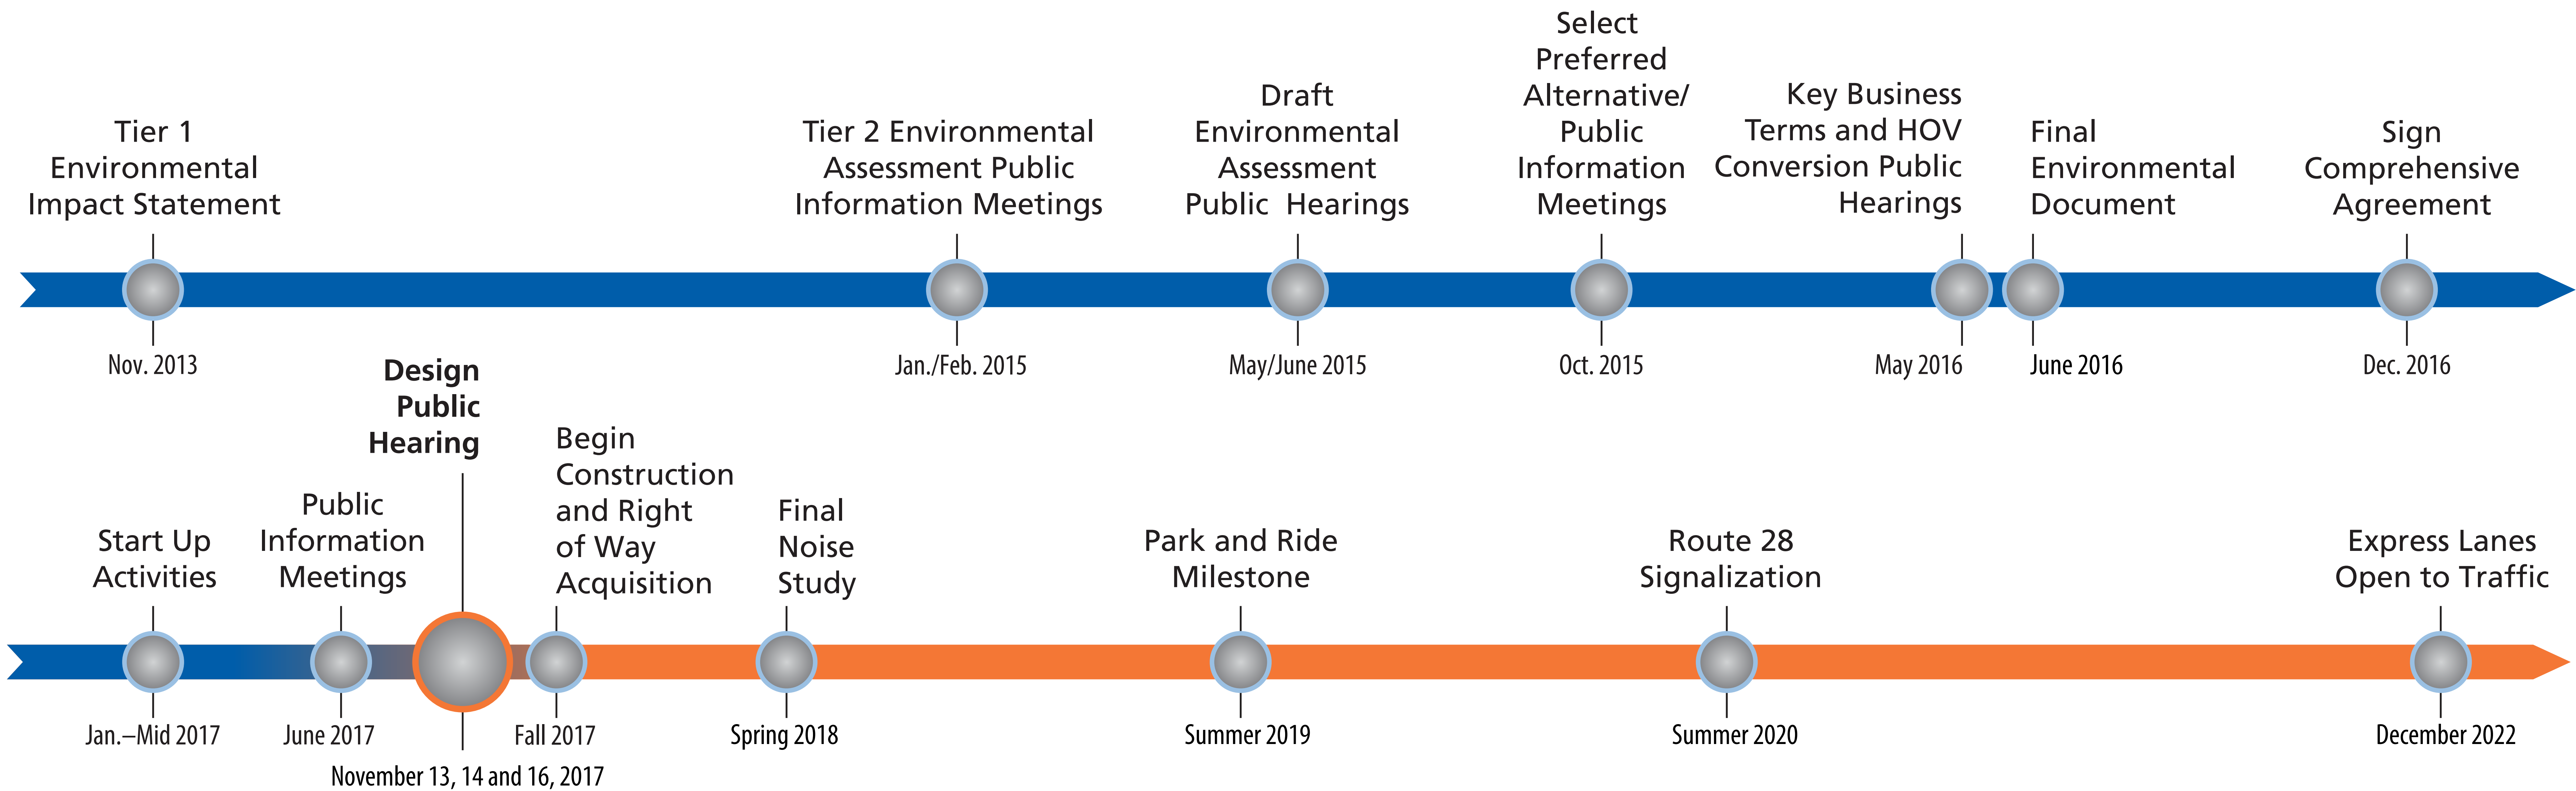 Tier 1
Environmental
Impact Statement
Nov. 2013
Tier 2 Environmental
Assessment Public
Information Meetings
Jan./Feb. 2015
Draft
Environmental
Assessment
Public  Hearings
May/June 2015
Select
Preferred
Alternative/
Public
Information
Meetings
Oct. 2015
Key Business
Terms and HOV
Conversion Public
Hearings
May 2016
Final
Environmental
Document
June 2016
Sign
Comprehensive
Agreement
Dec. 2016
Start Up
Activities
Jan.–Mid 2017
Public
Information
Meetings
June 2017
Design
Public
Hearing
November 13, 14 and 16, 2017
Begin
Construction
and Right
of Way
Acquisition
Fall 2017
Final
Noise
Study
Spring 2018
Park and Ride
Milestone
Summer 2019
Route 28
Signalization
Summer 2020
Express Lanes
Open to Traffic
December 2022